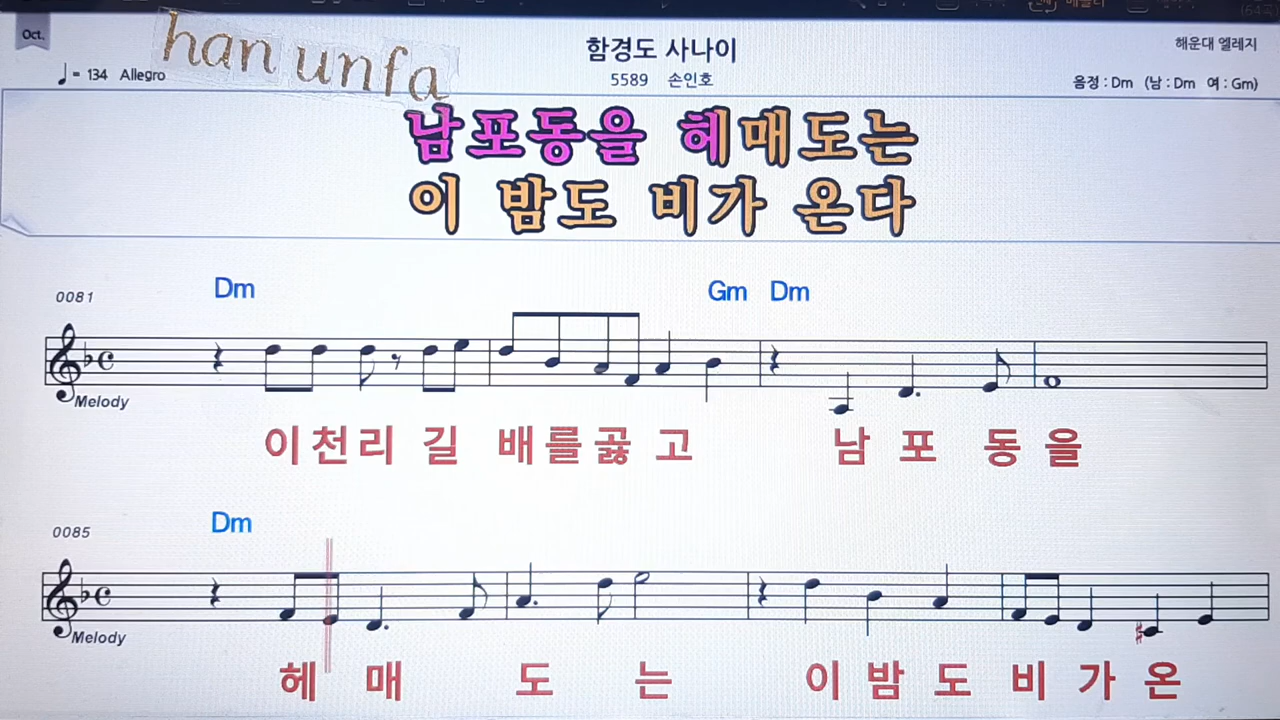 Oct.
han unfa
함경도 사나이
해운대 엘레지
♩= 134 Allegro
5589 손인호
음정 : Dm (남 : Dm 여 : Gm)
남포동을 헤매도는
이 밤도 비가 온다
Dm Gm Dm
0081
Melody
이천리 길 배를곯 고 남 포 동 을
Dm
0085
Melody
헤 매 도 는 이 밤 도 비 가 온